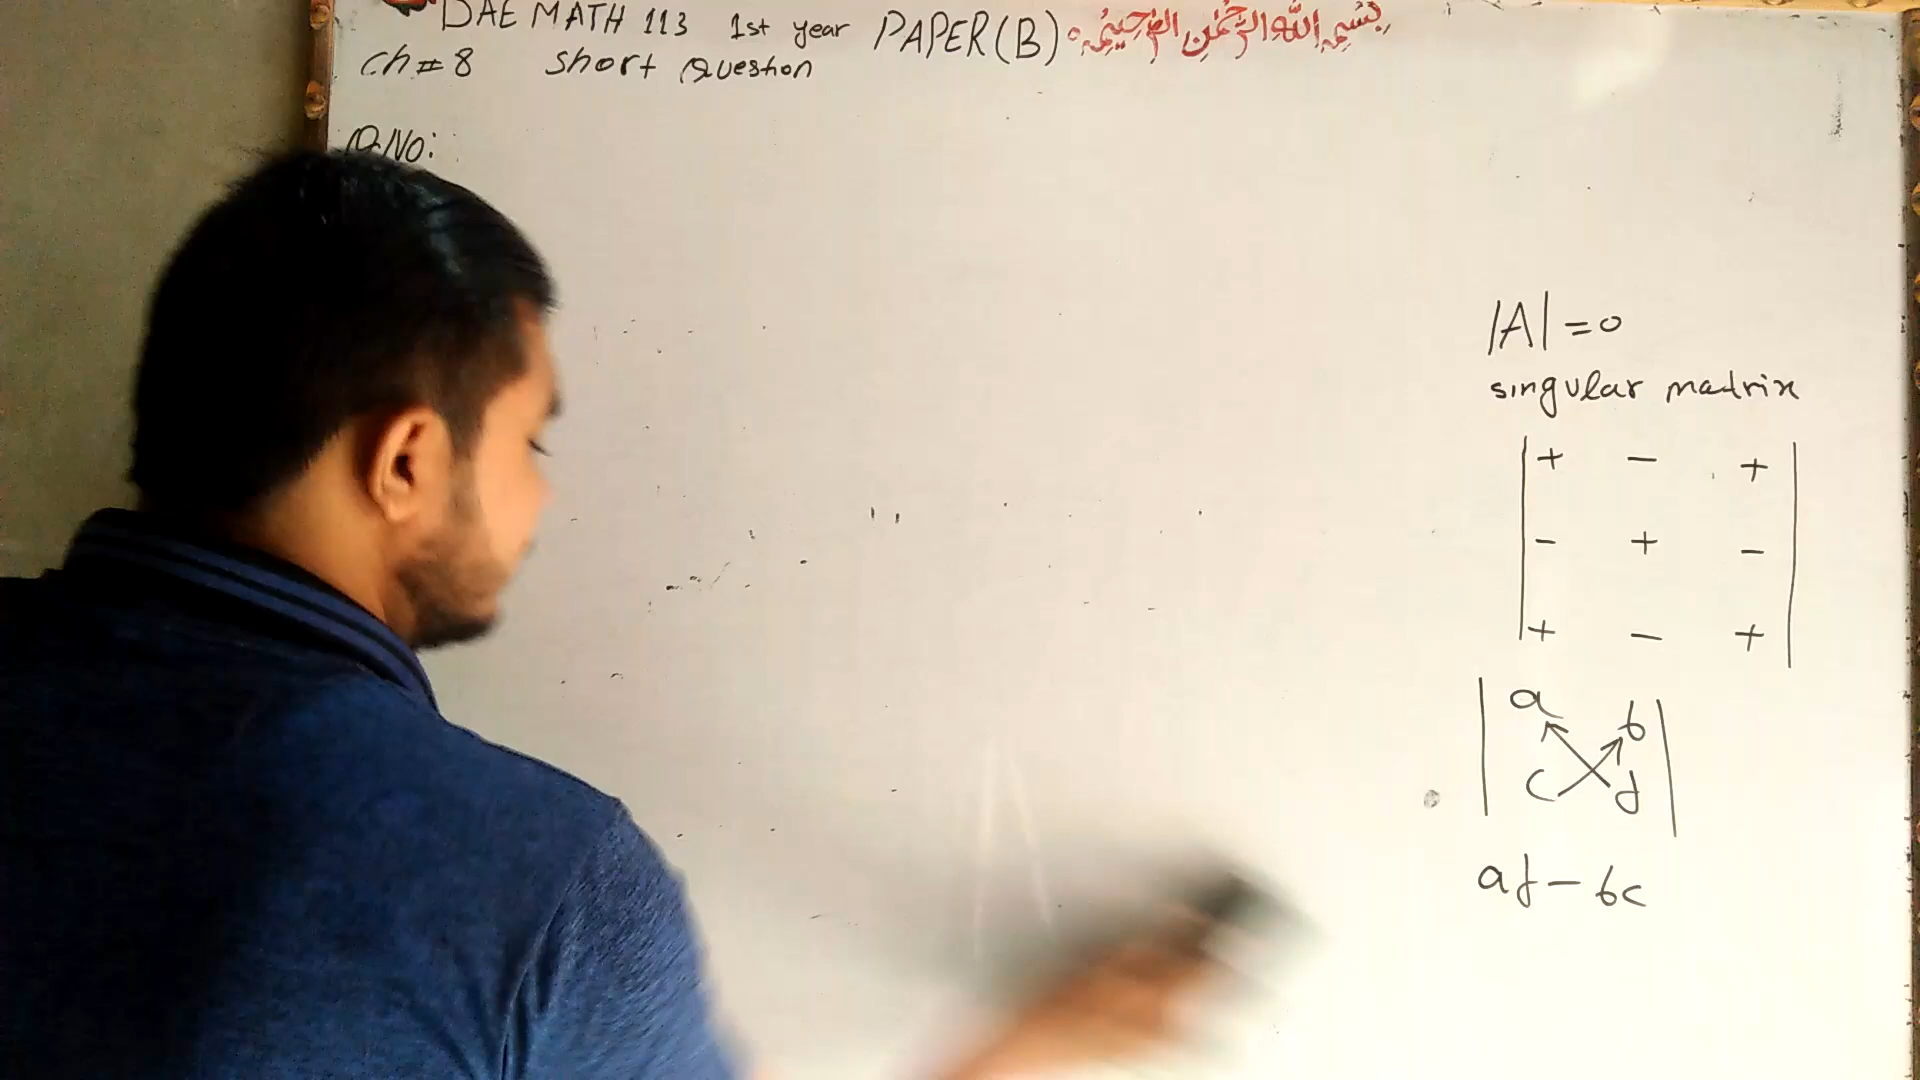 DAE MATH 113 1st year PAPER (B) بِسْمِ اللهِ الرَّحْمٰنِ الرَّحِيْمِ
ch # 8 short Question
Q.No:
|A| = 0
singular matrix
+ − +
− + −
+ − +
a b
c d
ad − bc